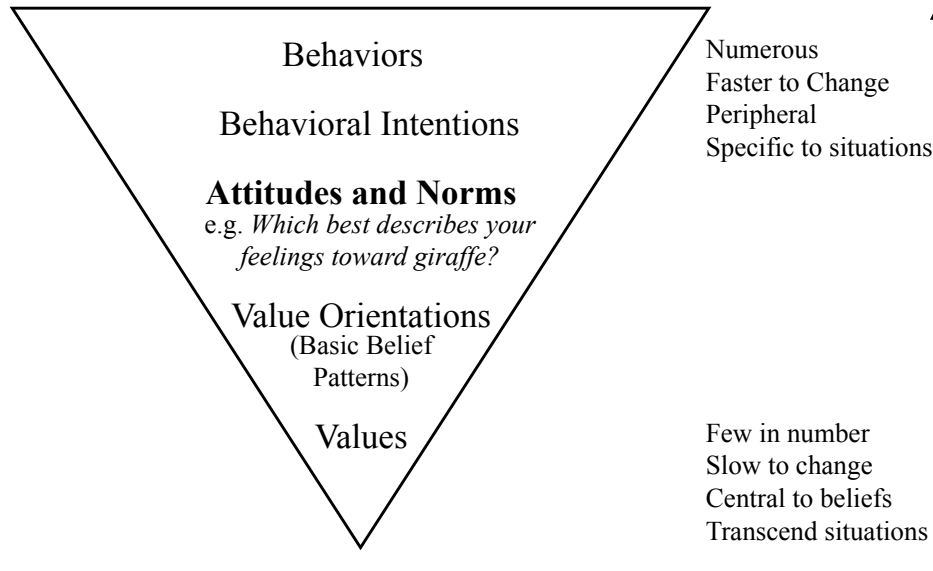 Behaviors
Behavioral Intentions
Attitudes and Norms
e.g. Which best describes your
feelings toward giraffe?
Value Orientations
(Basic Belief
Patterns)
Values
Numerous
Faster to Change
Peripheral
Specific to situations
Few in number
Slow to change
Central to beliefs
Transcend situations